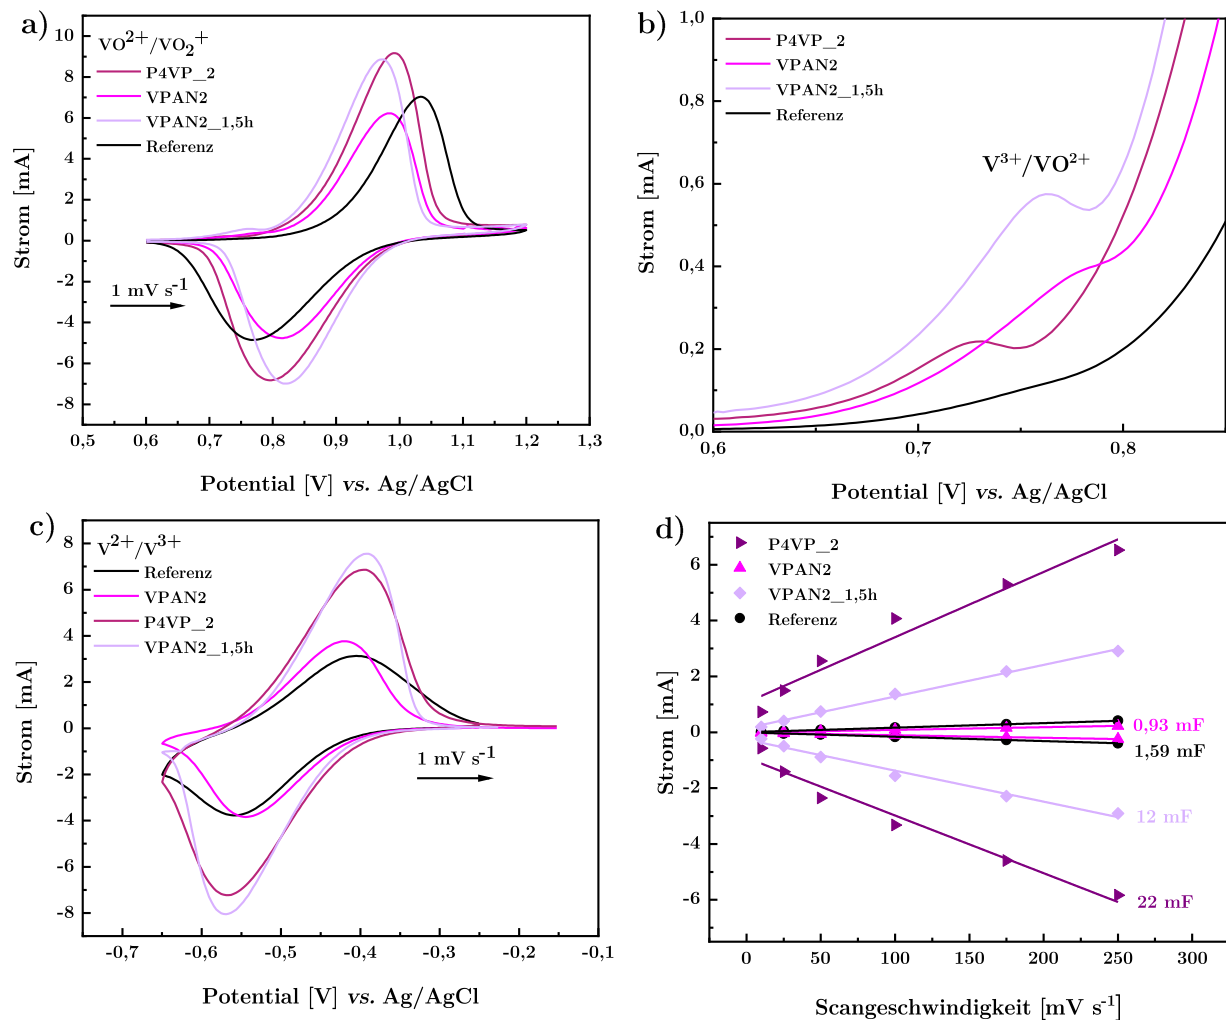 a)
VO2+/VO2+
P4VP_2
VPAN2
VPAN2_1,5h
Referenz
1 mV s-1
Strom [mA]
10
8
6
4
2
0
-2
-4
-6
-8
0,5 0,6 0,7 0,8 0,9 1,0 1,1 1,2 1,3
Potential [V] vs. Ag/AgCl
b)
P4VP_2
VPAN2
VPAN2_1,5h
Referenz
V3+/VO2+
Strom [mA]
1,0
0,8
0,6
0,4
0,2
0,0
0,6 0,7 0,8
Potential [V] vs. Ag/AgCl
c)
V2+/V3+
Referenz
VPAN2
P4VP_2
VPAN2_1,5h
1 mV s-1
Strom [mA]
8
6
4
2
0
-2
-4
-6
-8
-0,7 -0,6 -0,5 -0,4 -0,3 -0,2 -0,1
Potential [V] vs. Ag/AgCl
d)
P4VP_2
VPAN2
VPAN2_1,5h
Referenz
0,93 mF
1,59 mF
12 mF
22 mF
Strom [mA]
6
4
2
0
-2
-4
-6
0 50 100 150 200 250 300
Scangeschwindigkeit [mV s-1]